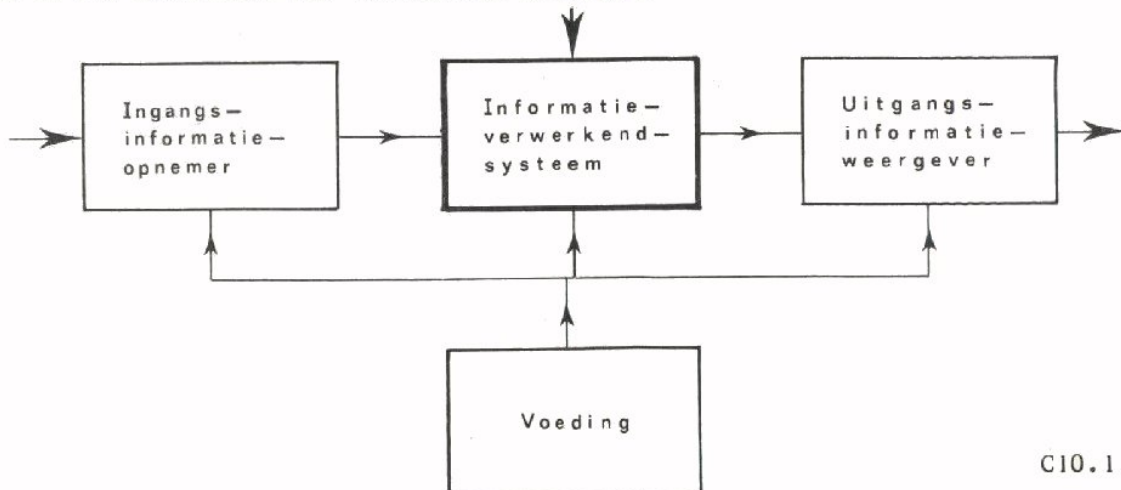 Ingangs—
informatie—
opnemer
Informatie—
verwerkend—
systeem
Uitgangs—
informatie—
weergever
Voeding
C10.1